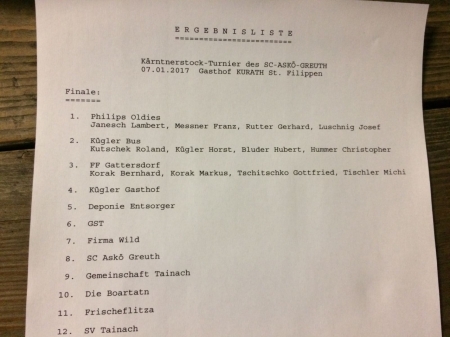 E R G E B N I S L I S T E
=========================
Kärntnerstock-Turnier des SC-ASKÖ-GREUTH
07.01.2017 Gasthof KURATH St. Filippen
Finale:
=======
1. Philips Oldies
Janesch Lambert, Messner Franz, Rutter Gerhard, Luschnig Josef
2. Kügler Bus
Kutschek Roland, Kügler Horst, Bluder Hubert, Hummer Christopher
3. FF Gattersdorf
Korak Bernhard, Korak Markus, Tschitschko Gottfried, Tischler Michi
4. Kügler Gasthof
5. Deponie Entsorger
6. GST
7. Firma Wild
8. SC Askö Greuth
9. Gemeinschaft Tainach
10. Die Boartatn
11. Frischeflitza
12. SV Tainach